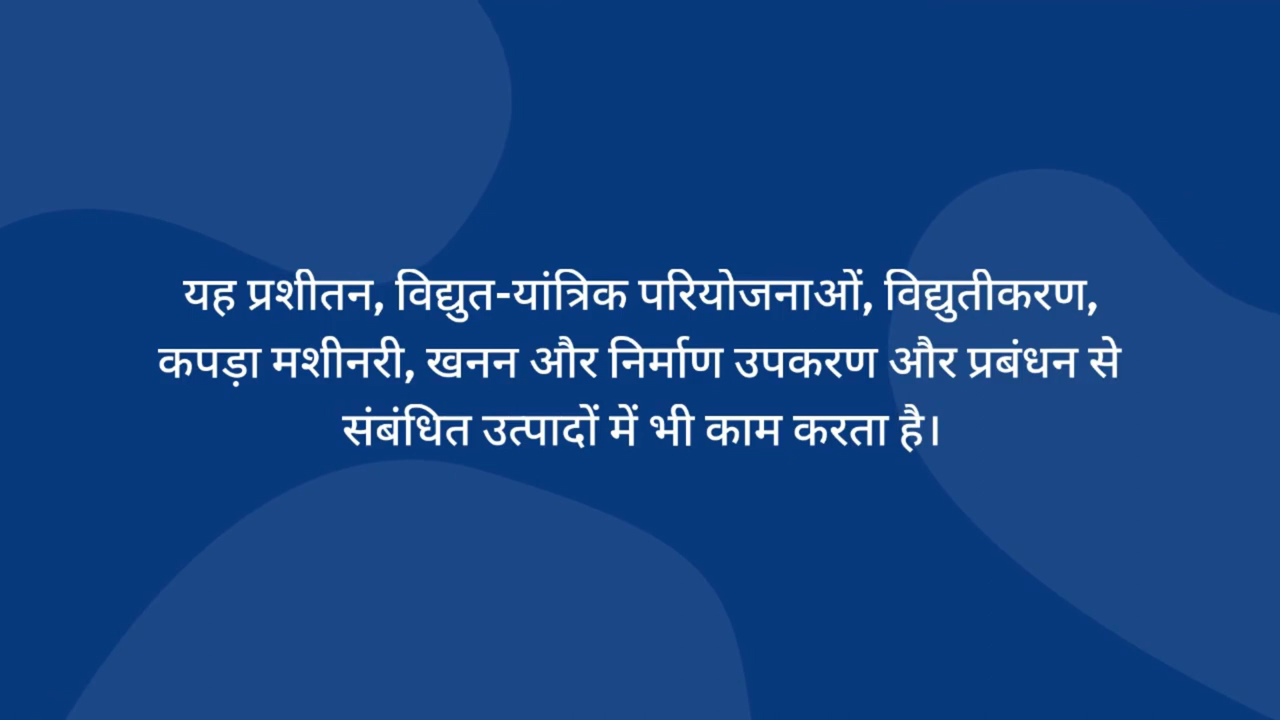 यह प्रशीतन, विद्युत-यांत्रिक परियोजनाओं, विद्युतीकरण,
कपड़ा मशीनरी, खनन और निर्माण उपकरण और प्रबंधन से
संबंधित उत्पादों में भी काम करता है।